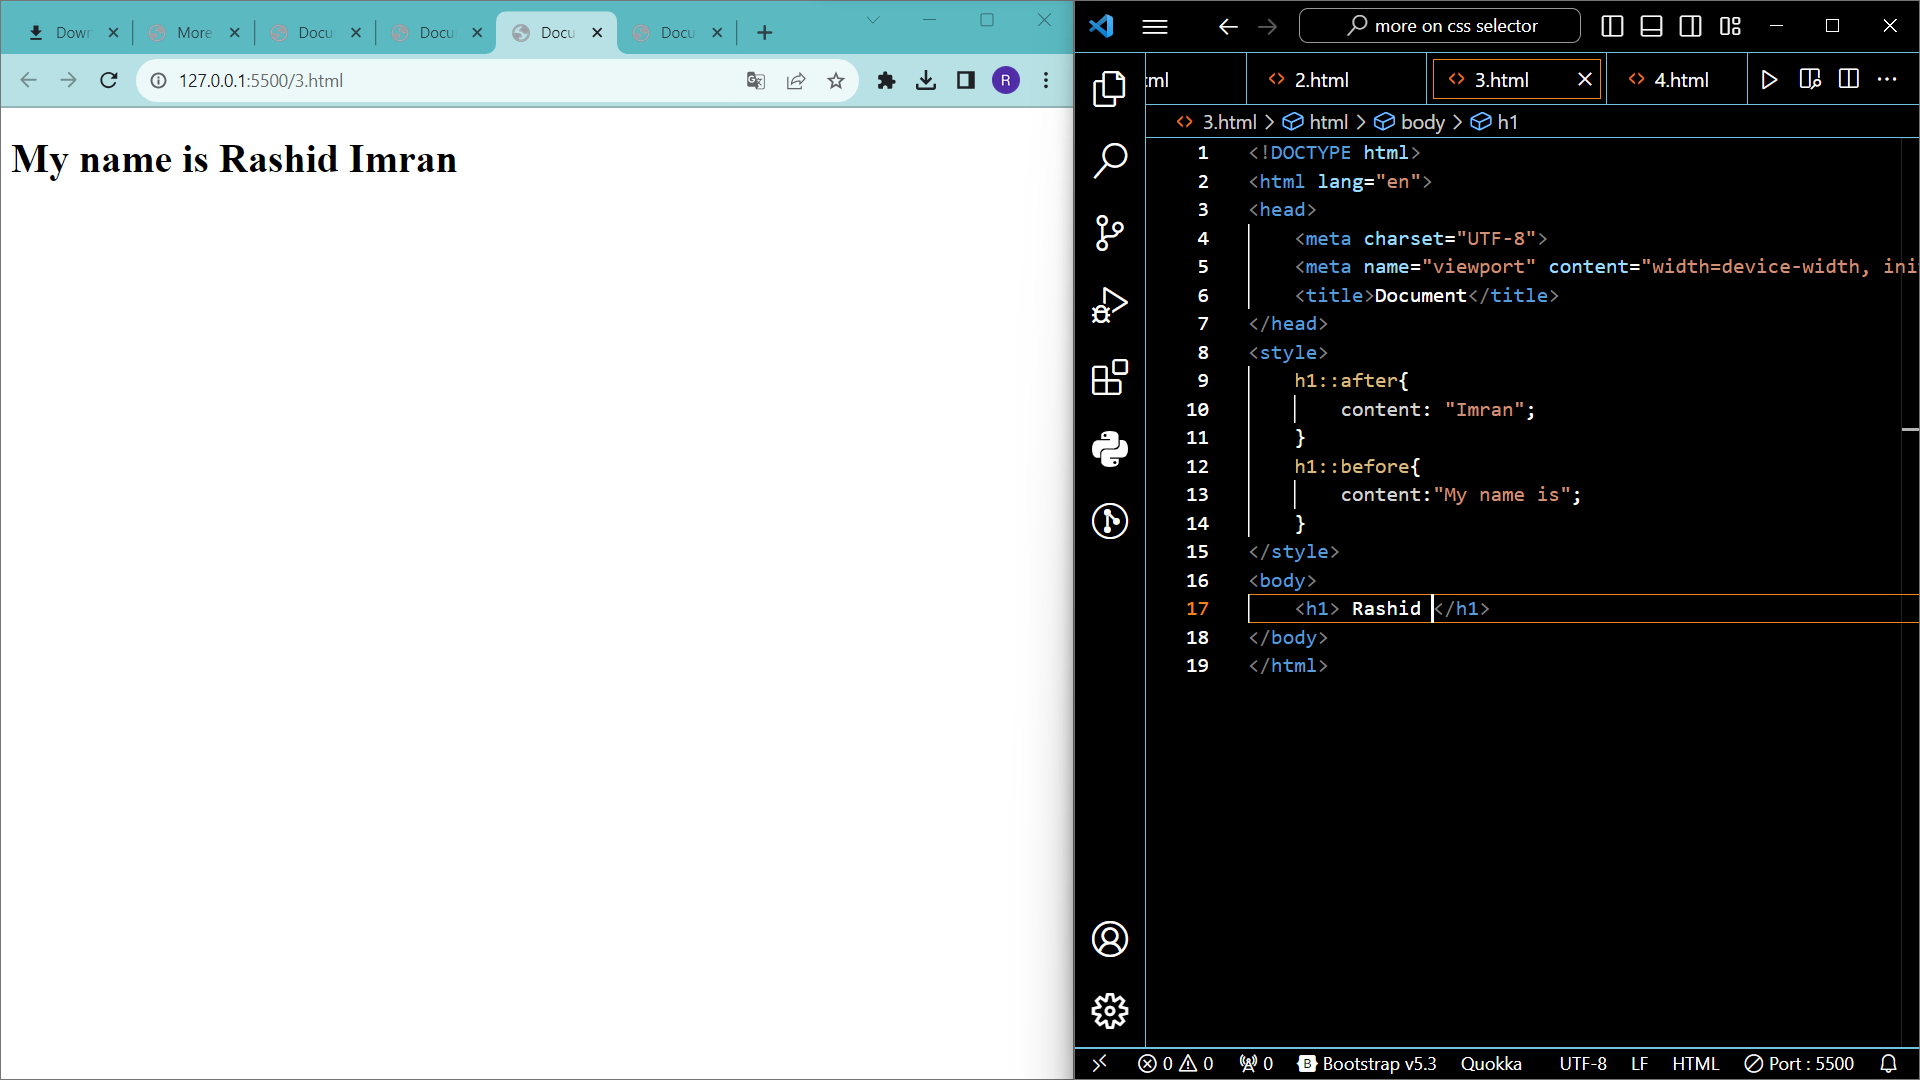 Down
More
Docu
Docu
Docu
Docu
127.0.0.1:5500/3.html
R
My name is Rashid Imran
more on css selector
tml
2.html
3.html
4.html
3.html > html > body > h1
1 <!DOCTYPE html>
2 <html lang="en">
3 <head>
4 <meta charset="UTF-8">
5 <meta name="viewport" content="width=device-width, ini
6 <title>Document</title>
7 </head>
8 <style>
9 h1::after{
10 content: "Imran";
11 }
12 h1::before{
13 content:"My name is";
14 }
15 </style>
16 <body>
17 <h1> Rashid </h1>
18 </body>
19 </html>
0 0 0 B Bootstrap v5.3 Quokka UTF-8 LF HTML Port : 5500